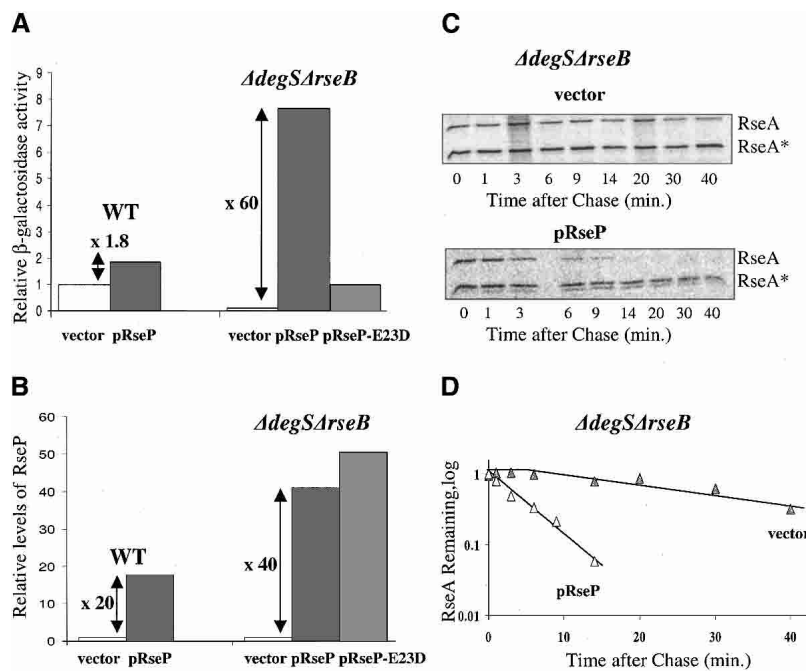 A
Relative β-galactosidase activity
9
8
7
6
5
4
3
2
1
0
WT
x 1.8
ΔdegSΔrseB
x 60
vector pRseP
vector pRseP pRseP-E23D
B
Relative levels of RseP
60
50
40
30
20
10
0
WT
x 20
ΔdegSΔrseB
x 40
vector pRseP
vector pRseP pRseP-E23D
C
ΔdegSΔrseB
vector
RseA
RseA*
0 1 3 6 9 14 20 30 40
Time after Chase (min.)
pRseP
RseA
RseA*
0 1 3 6 9 14 20 30 40
Time after Chase (min.)
D
ΔdegSΔrseB
RseA Remaining,log
1
0.1
0.01
vector
pRseP
0 10 20 30 40
Time after Chase (min.)